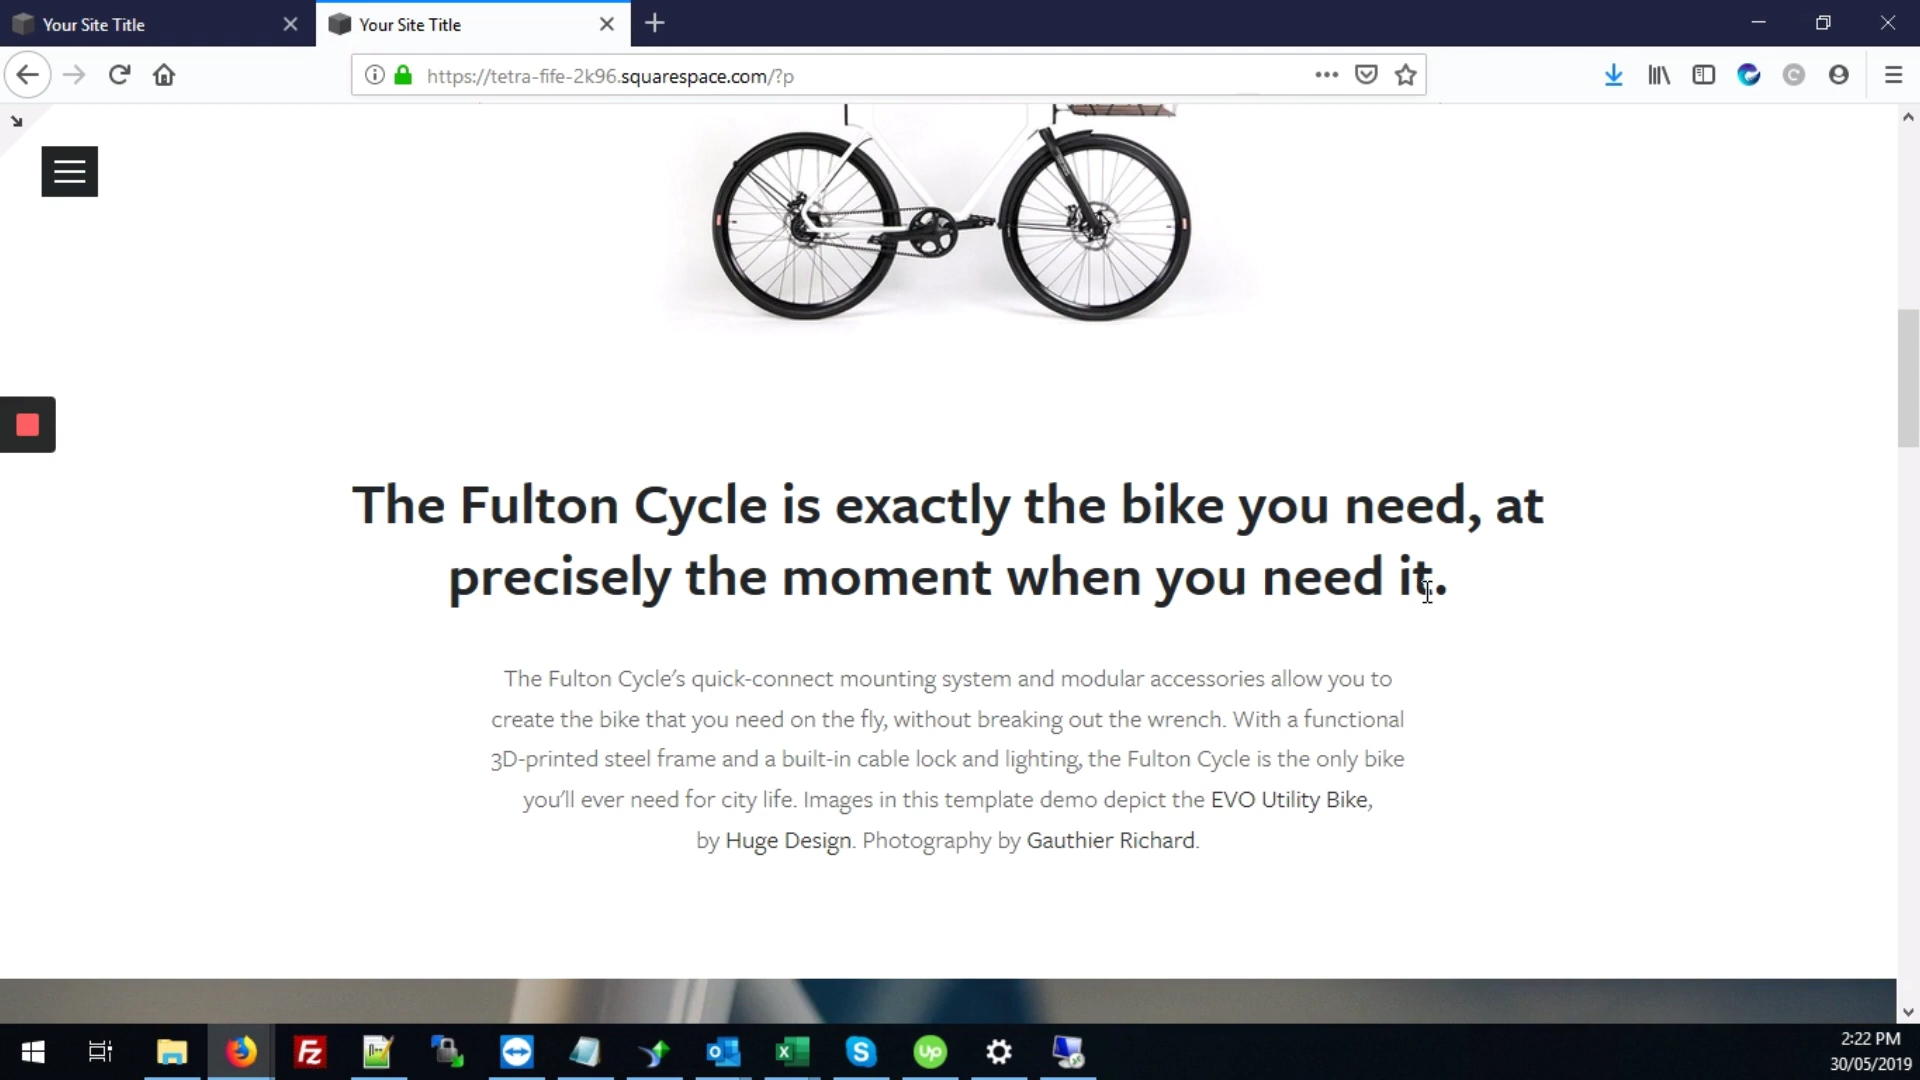 Your Site Title
Your Site Title
https://tetra-fife-2k96.squarespace.com/?p
The Fulton Cycle is exactly the bike you need, at
precisely the moment when you need it.
The Fulton Cycle's quick-connect mounting system and modular accessories allow you to
create the bike that you need on the fly, without breaking out the wrench. With a functional
3D-printed steel frame and a built-in cable lock and lighting, the Fulton Cycle is the only bike
you'll ever need for city life. Images in this template demo depict the EVO Utility Bike,
by Huge Design. Photography by Gauthier Richard.
2:22 PM
30/05/2019